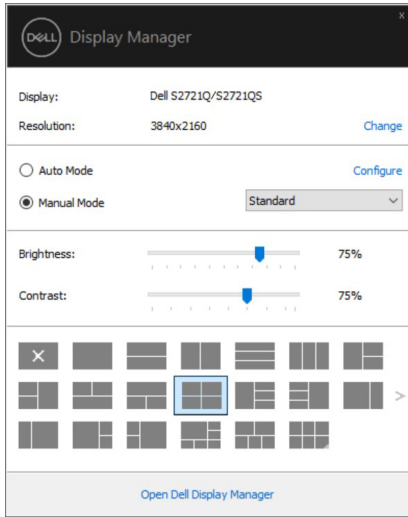 x
DELL Display Manager
Display: Dell S2721Q/S2721QS
Resolution: 3840x2160 Change
Auto Mode Configure
Manual Mode Standard
Brightness: 75%
Contrast: 75%
Open Dell Display Manager